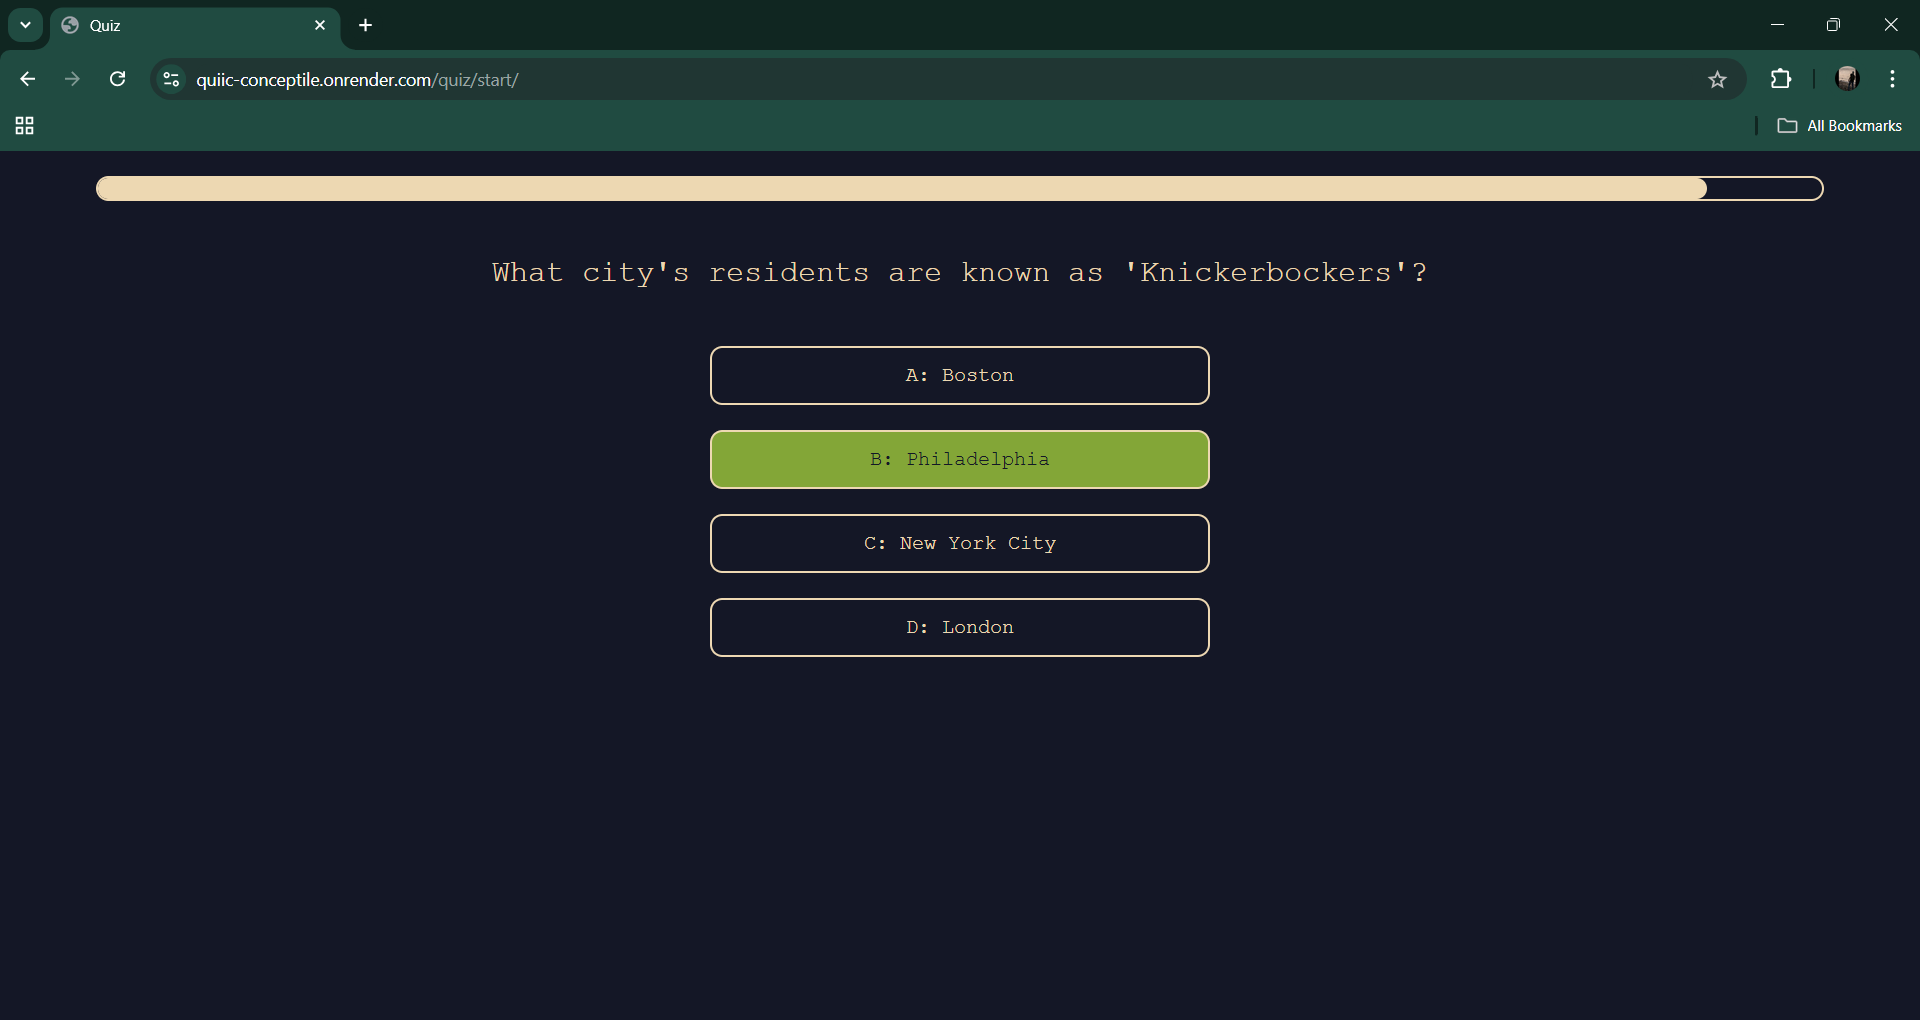 Quiz
quiic-conceptile.onrender.com/quiz/start/
All Bookmarks
What city's residents are known as 'Knickerbockers'?
A: Boston
B: Philadelphia
C: New York City
D: London